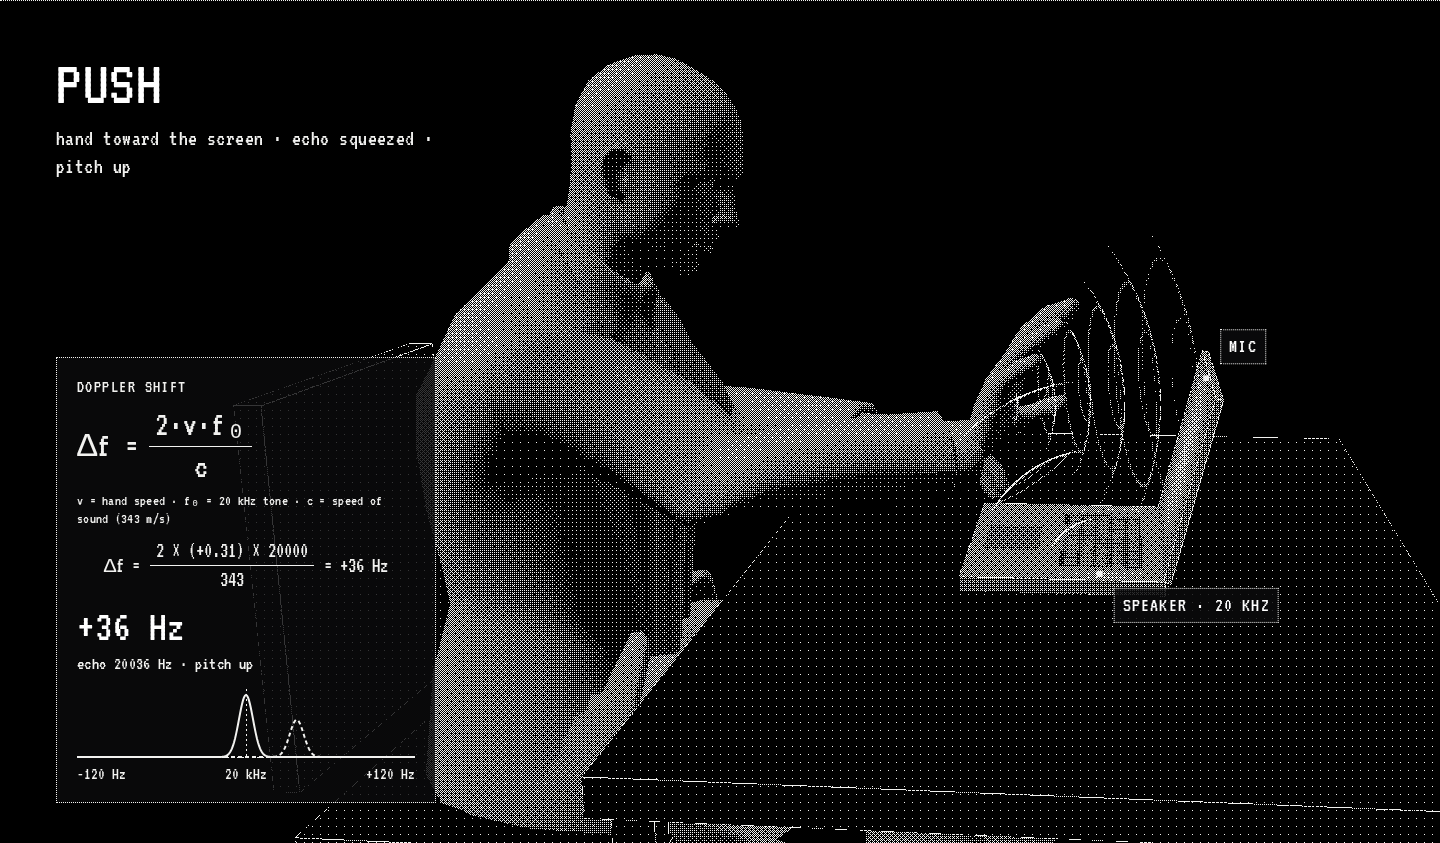 PUSH
hand toward the screen · echo squeezed ·
pitch up
MIC
DOPPLER SHIFT
Δf = 2·v·f₀ / c
v = hand speed · f₀ = 20 kHz tone · c = speed of
sound (343 m/s)
Δf = 2 X (+0.31) X 20000 / 343 = +36 Hz
SPEAKER · 20 KHZ
+36 Hz
echo 20036 Hz · pitch up
-120 Hz 20 kHz +120 Hz